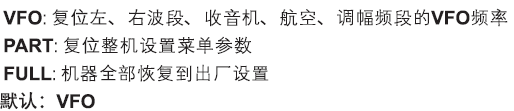 VFO: 复位左、右波段、收音机、航空、调幅频段的VFO频率
PART: 复位整机设置菜单参数
FULL: 机器全部恢复到出厂设置
默认：VFO